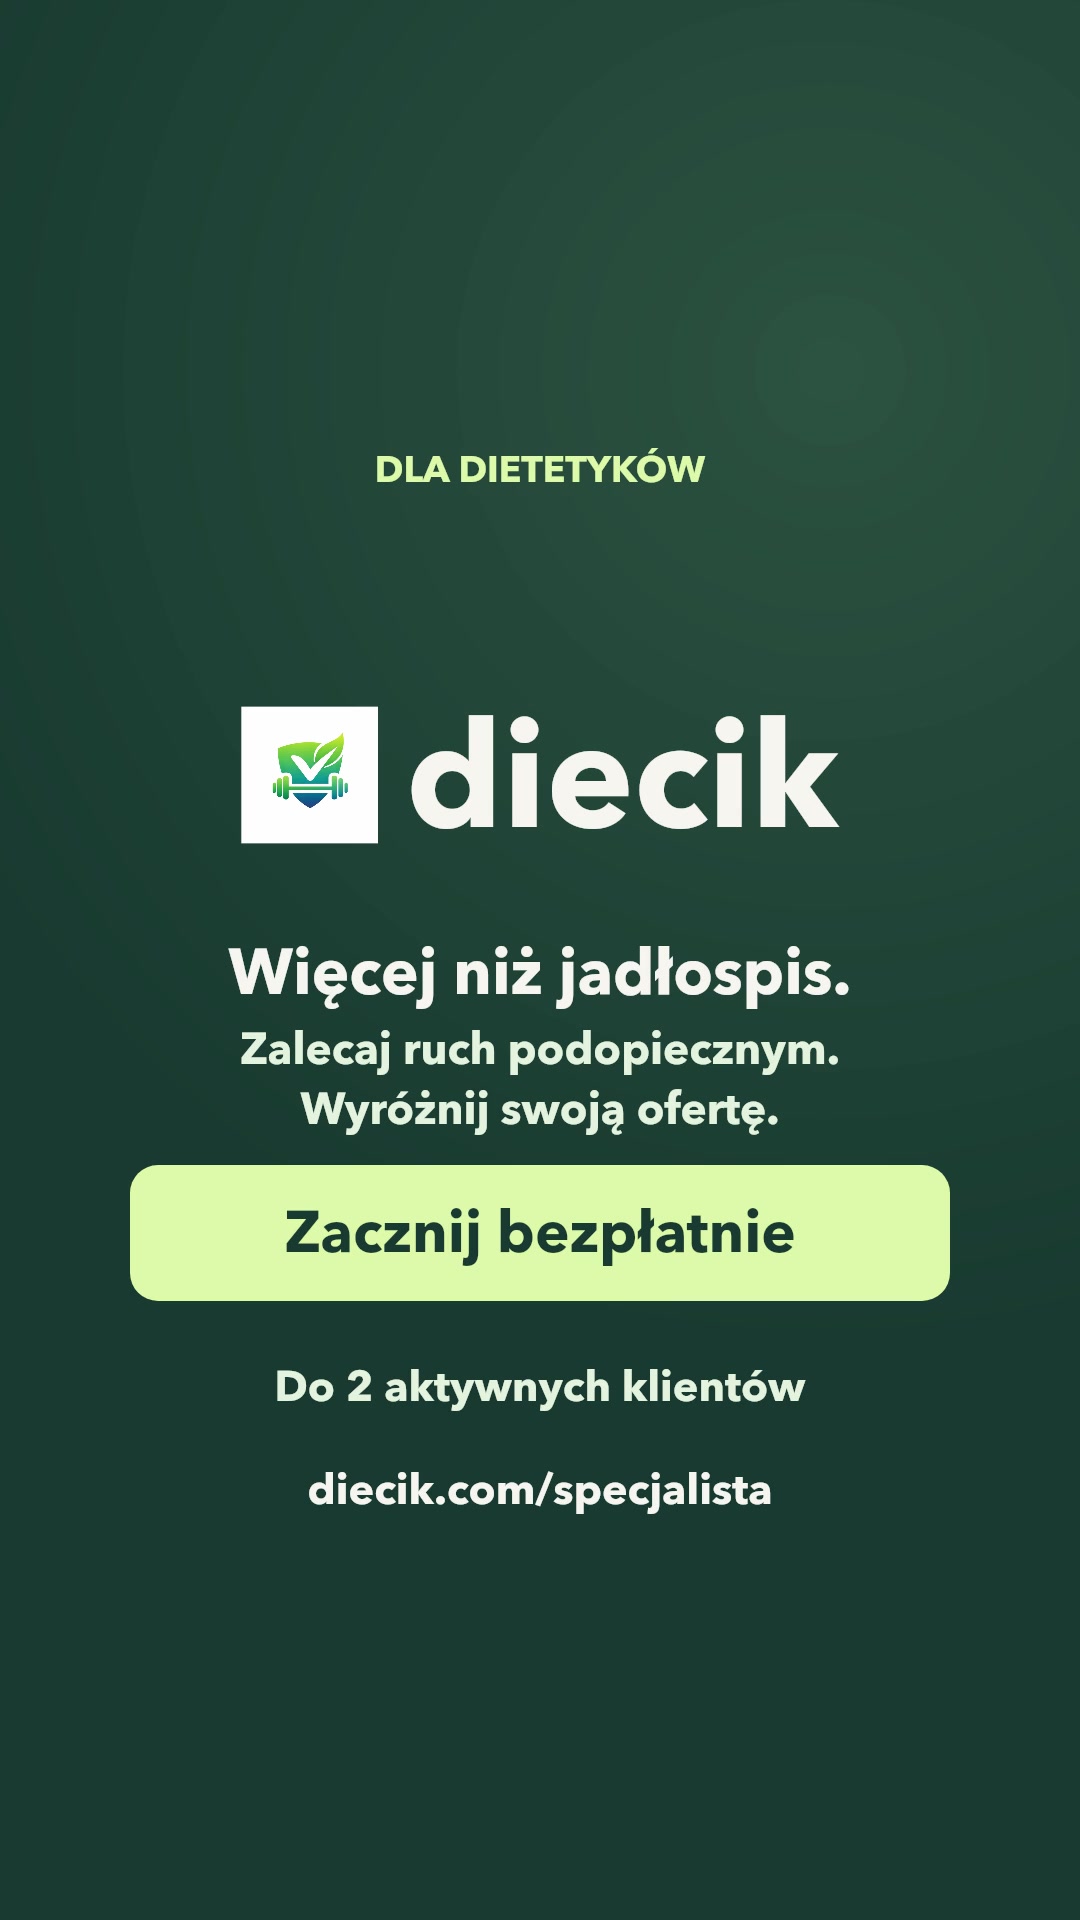 DLA DIETETYKÓW
diecik
Więcej niż jadłospis.
Zalecaj ruch podopiecznym.
Wyróżnij swoją ofertę.
Zacznij bezpłatnie
Do 2 aktywnych klientów
diecik.com/specjalista